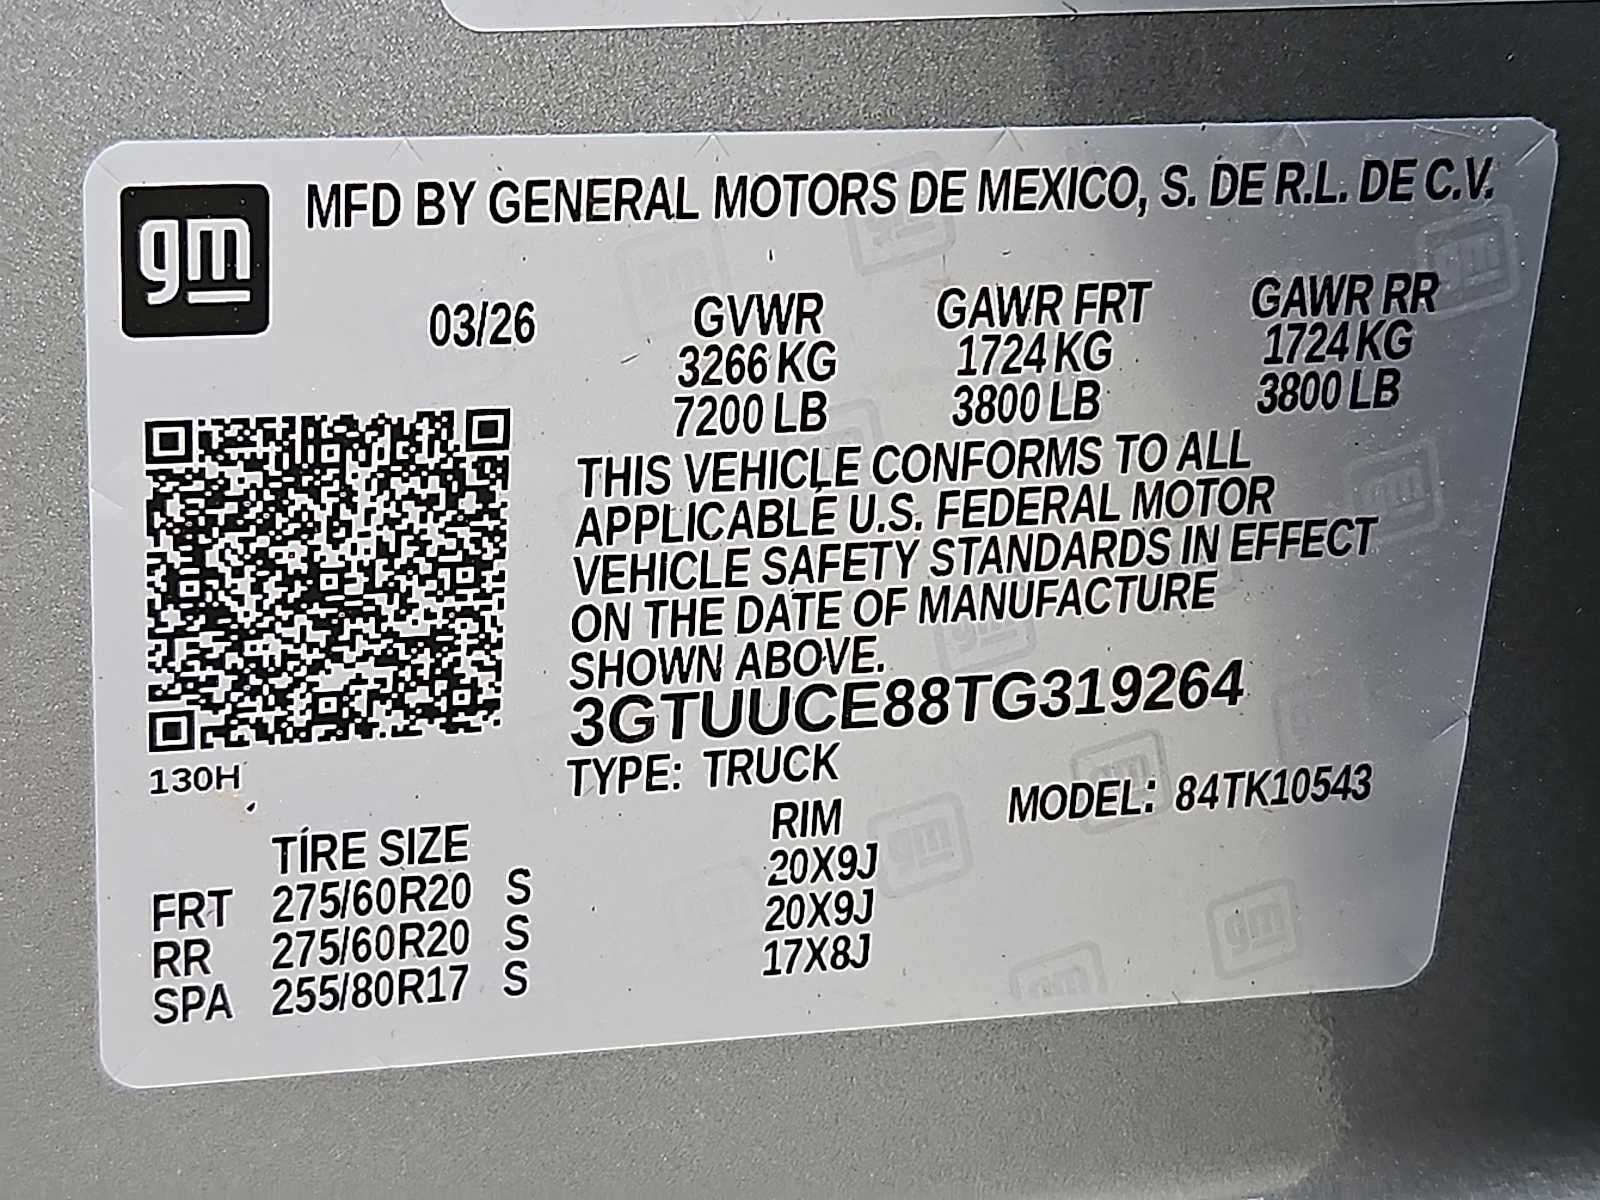 gm
MFD BY GENERAL MOTORS DE MEXICO, S. DE R.L. DE C.V.
03/26 GVWR GAWR FRT GAWR RR
3266 KG 1724 KG 1724 KG
7200 LB 3800 LB 3800 LB
THIS VEHICLE CONFORMS TO ALL
APPLICABLE U.S. FEDERAL MOTOR
VEHICLE SAFETY STANDARDS IN EFFECT
ON THE DATE OF MANUFACTURE
SHOWN ABOVE.
3GTUUCE88TG319264
130H
TYPE: TRUCK
MODEL: 84TK10543
TIRE SIZE RIM
FRT 275/60R20 S 20X9J
RR 275/60R20 S 20X9J
SPA 255/80R17 S 17X8J